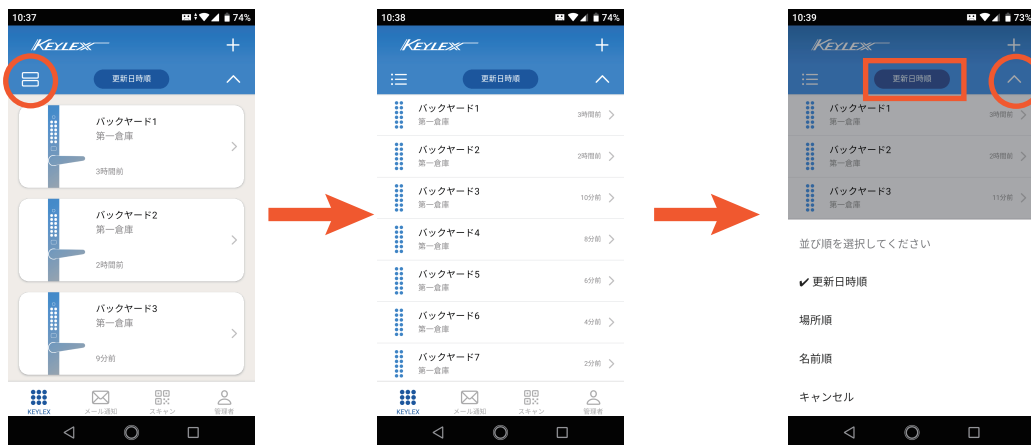 10:37
74%
KEYLEX
更新日時順
バックヤード1
第一倉庫
3時間前
バックヤード2
第一倉庫
2時間前
バックヤード3
第一倉庫
9分前
KEYLEX
メール通知
スキャン
管理者
10:38
74%
KEYLEX
更新日時順
バックヤード1
第一倉庫
3時間前
バックヤード2
第一倉庫
2時間前
バックヤード3
第一倉庫
10分前
バックヤード4
第一倉庫
8分前
バックヤード5
第一倉庫
6分前
バックヤード6
第一倉庫
4分前
バックヤード7
第一倉庫
2分前
KEYLEX
メール通知
スキャン
管理者
10:39
73%
KEYLEX
更新日時順
バックヤード1
第一倉庫
3時間前
バックヤード2
第一倉庫
2時間前
バックヤード3
第一倉庫
11分前
並び順を選択してください
✔ 更新日時順
場所順
名前順
キャンセル